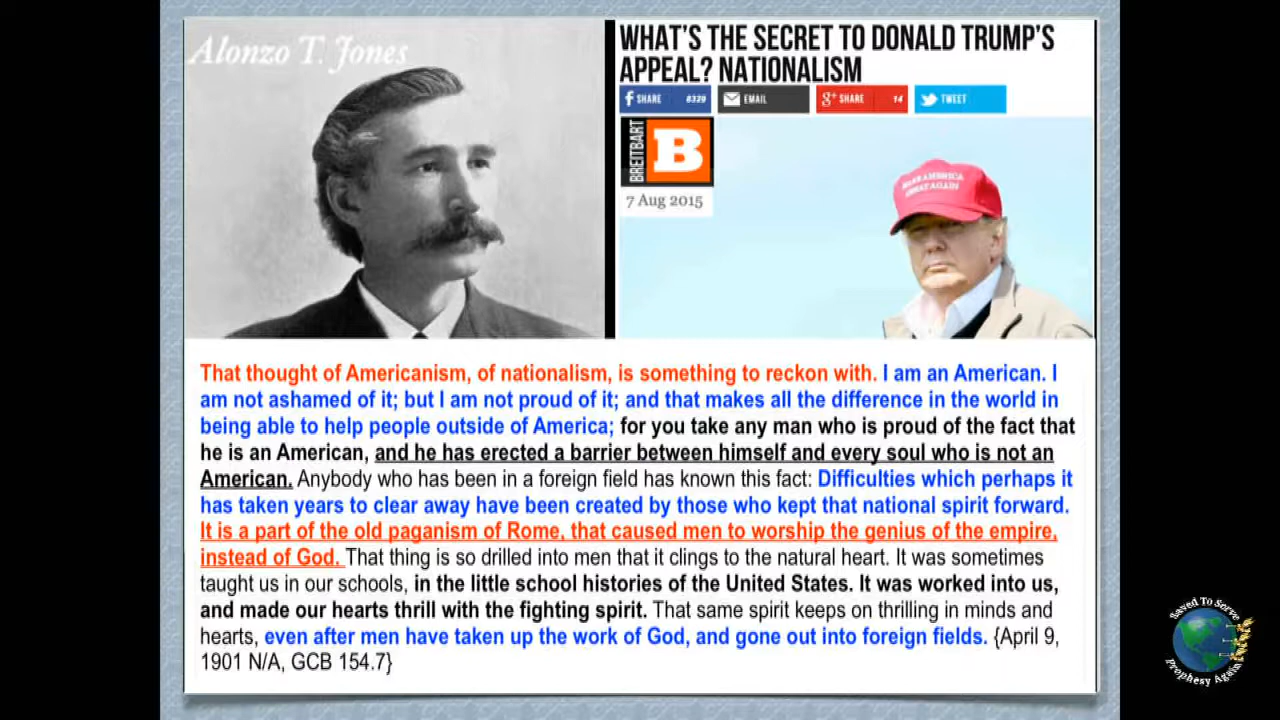 Alonzo T. Jones
WHAT'S THE SECRET TO DONALD TRUMP'S
APPEAL? NATIONALISM
SHARE 8329
EMAIL
g+ SHARE 14
TWEET
BREITBART
B
7 Aug 2015
MAKE AMERICA
GREAT AGAIN
That thought of Americanism, of nationalism, is something to reckon with. I am an American. I
am not ashamed of it; but I am not proud of it; and that makes all the difference in the world in
being able to help people outside of America; for you take any man who is proud of the fact that
he is an American, and he has erected a barrier between himself and every soul who is not an
American. Anybody who has been in a foreign field has known this fact: Difficulties which perhaps it
has taken years to clear away have been created by those who kept that national spirit forward.
It is a part of the old paganism of Rome, that caused men to worship the genius of the empire,
instead of God. That thing is so drilled into men that it clings to the natural heart. It was sometimes
taught us in our schools, in the little school histories of the United States. It was worked into us,
and made our hearts thrill with the fighting spirit. That same spirit keeps on thrilling in minds and
hearts, even after men have taken up the work of God, and gone out into foreign fields. {April 9,
1901 N/A, GCB 154.7}
Saved To Serve
Prophesy Again